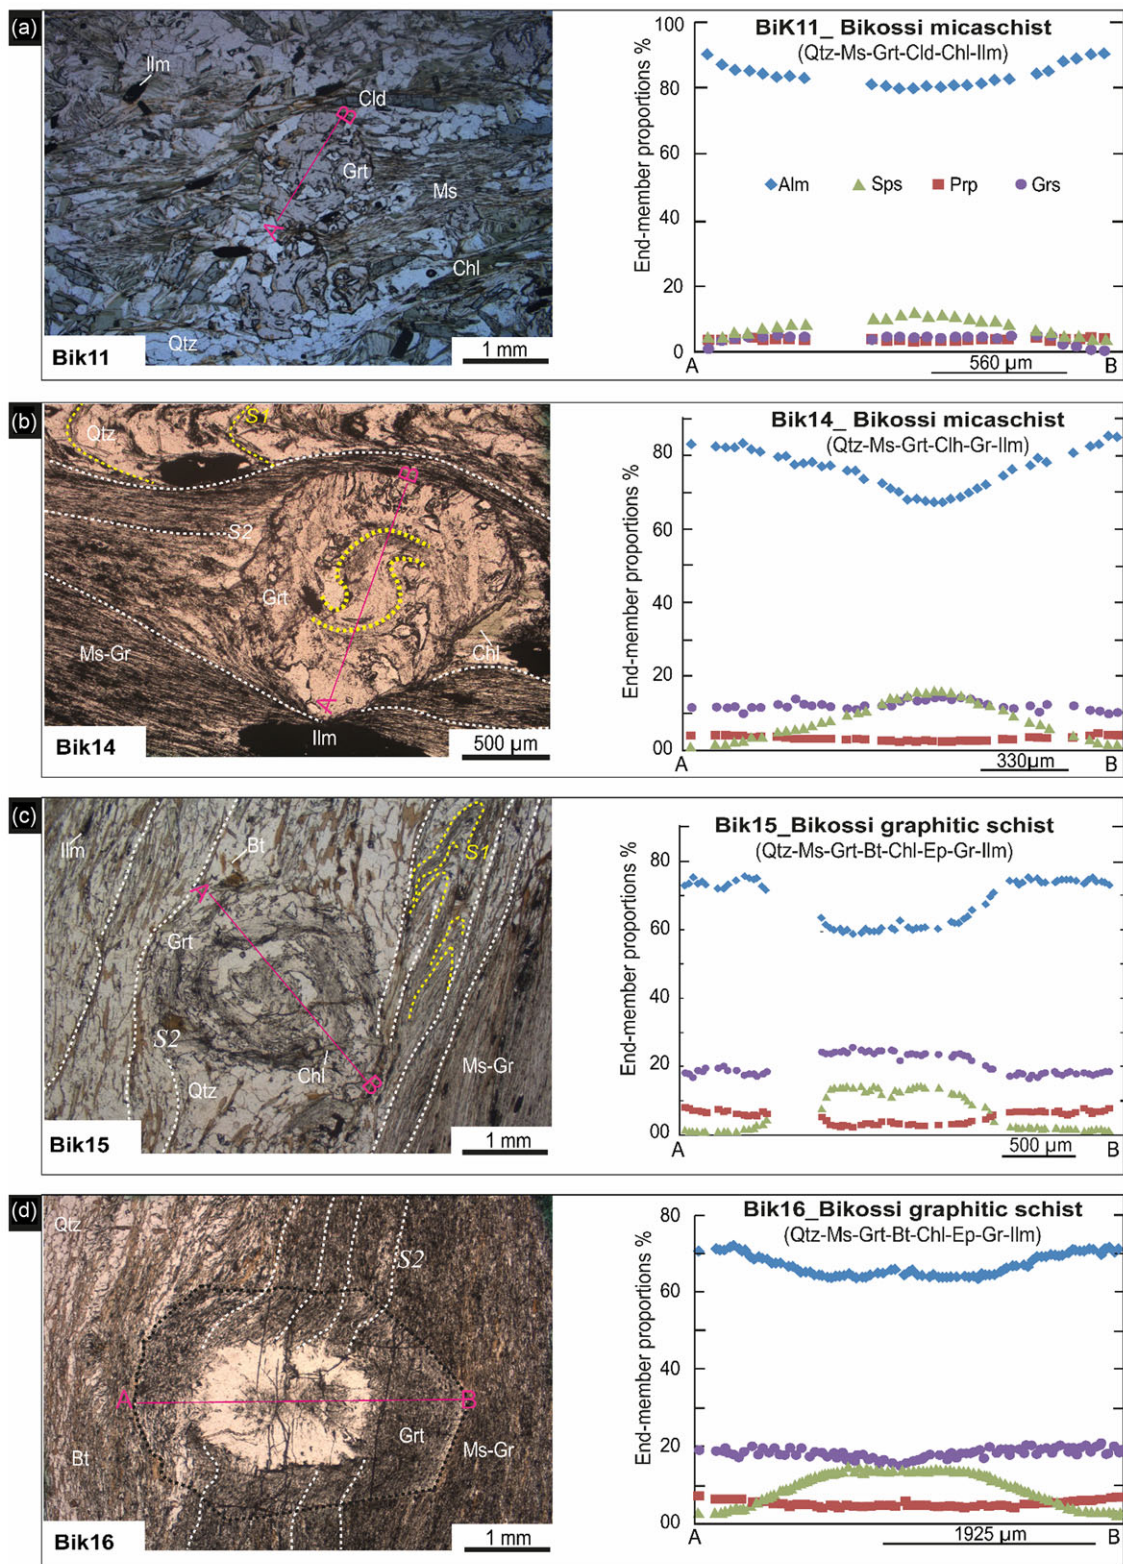 (a)
Ilm
Cld
B
Grt
Ms
A
Chl
Qtz
Bik11
1 mm
BiK11_ Bikossi micaschist
(Qtz-Ms-Grt-Cld-Chl-Ilm)
End-member proportions %
100
80
60
40
20
0
Alm Sps Prp Grs
A
560 µm
B
(b)
Qtz
S1
B
S2
Grt
Chl
Ms-Gr
A
Ilm
Bik14
500 µm
Bik14_ Bikossi micaschist
(Qtz-Ms-Grt-Clh-Gr-Ilm)
End-member proportions %
80
60
40
20
00
A
330µm
B
(c)
Ilm
Bt
S1
A
Grt
S2
Chl
Ms-Gr
Qtz
B
Bik15
1 mm
Bik15_Bikossi graphitic schist
(Qtz-Ms-Grt-Bt-Chl-Ep-Gr-Ilm)
End-member proportions %
80
60
40
20
00
A
500 µm
B
(d)
Qtz
S2
A
B
Bt
Grt
Ms-Gr
Bik16
1 mm
Bik16_Bikossi graphitic schist
(Qtz-Ms-Grt-Bt-Chl-Ep-Gr-Ilm)
End-member proportions %
80
60
40
20
00
A
1925 µm
B